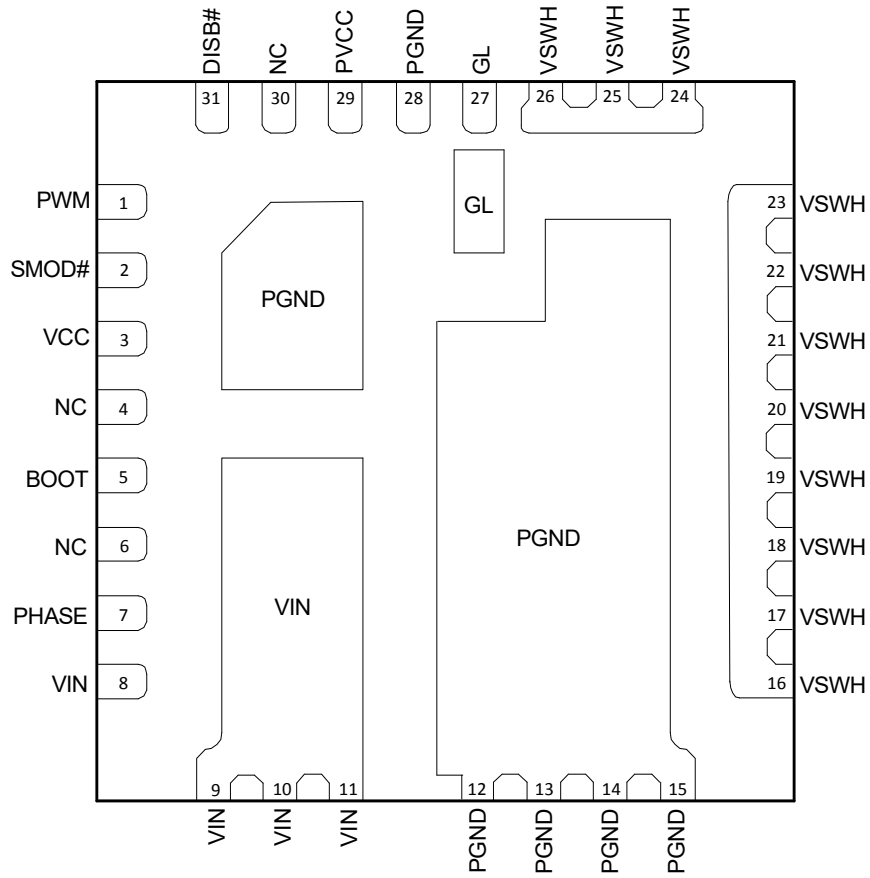 DISB#
NC
PVCC
PGND
GL
VSWH
VSWH
VSWH
31
30
29
28
27
26
25
24
PWM
1
GL
23
VSWH
SMOD#
2
22
VSWH
PGND
VCC
3
21
VSWH
NC
4
20
VSWH
BOOT
5
19
VSWH
PGND
NC
6
18
VSWH
VIN
PHASE
7
17
VSWH
VIN
8
16
VSWH
9
10
11
12
13
14
15
VIN
VIN
VIN
PGND
PGND
PGND
PGND